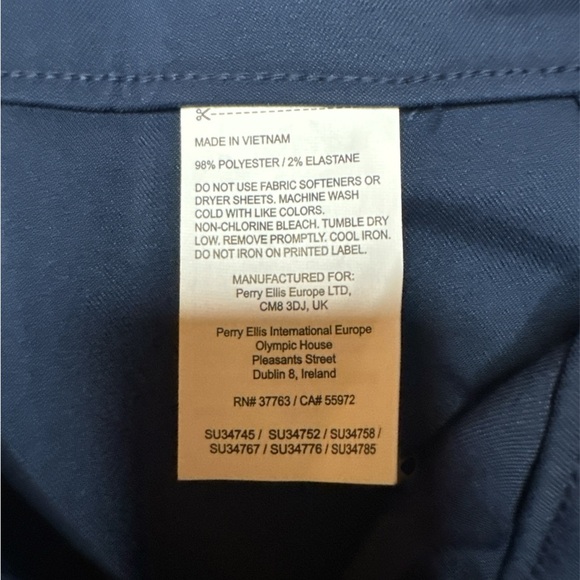 MADE IN VIETNAM
98% POLYESTER / 2% ELASTANE
DO NOT USE FABRIC SOFTENERS OR
DRYER SHEETS. MACHINE WASH
COLD WITH LIKE COLORS.
NON-CHLORINE BLEACH. TUMBLE DRY
LOW. REMOVE PROMPTLY. COOL IRON.
DO NOT IRON ON PRINTED LABEL.
MANUFACTURED FOR:
Perry Ellis Europe LTD,
CM8 3DJ, UK
Perry Ellis International Europe
Olympic House
Pleasants Street
Dublin 8, Ireland
RN# 37763 / CA# 55972
SU34745 / SU34752 / SU34758 /
SU34767 / SU34776 / SU34785